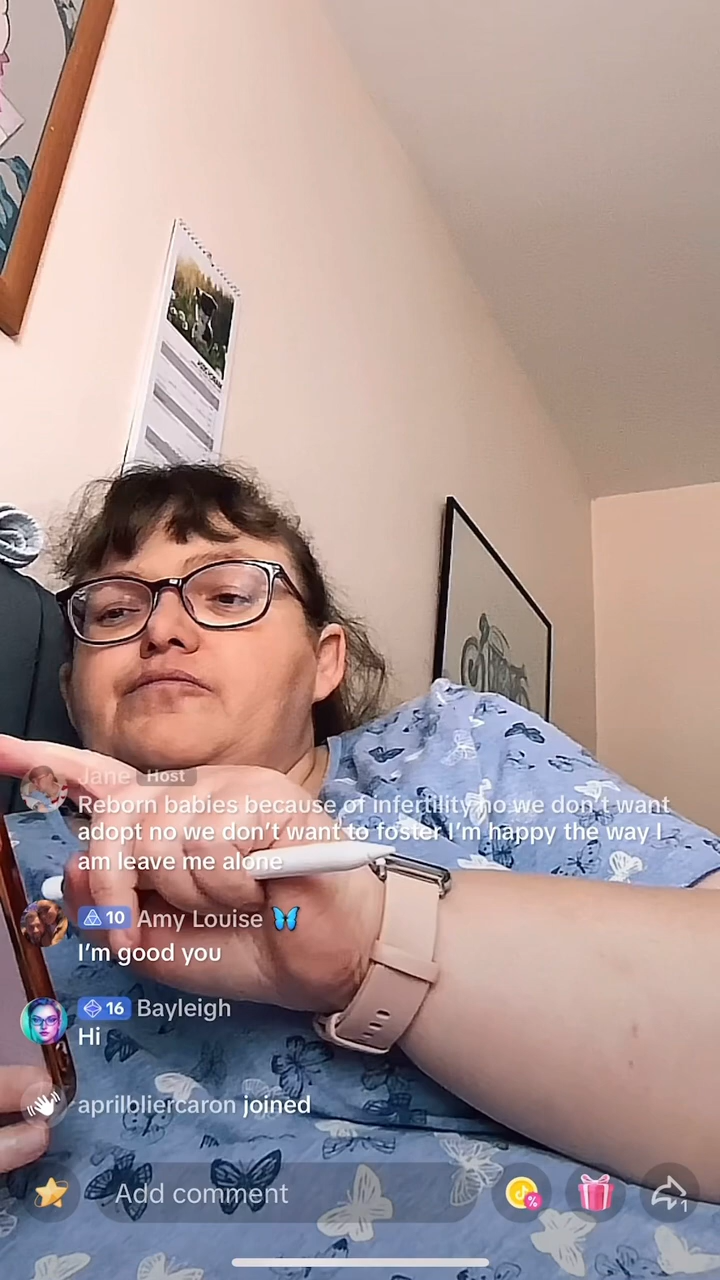 Jane Host
Reborn babies because of infertility no we don't want
adopt no we don't want to foster I'm happy the way I
am leave me alone
10 Amy Louise 🦋
I'm good you
16 Bayleigh
Hi
aprilbliercaron joined
Add comment
1